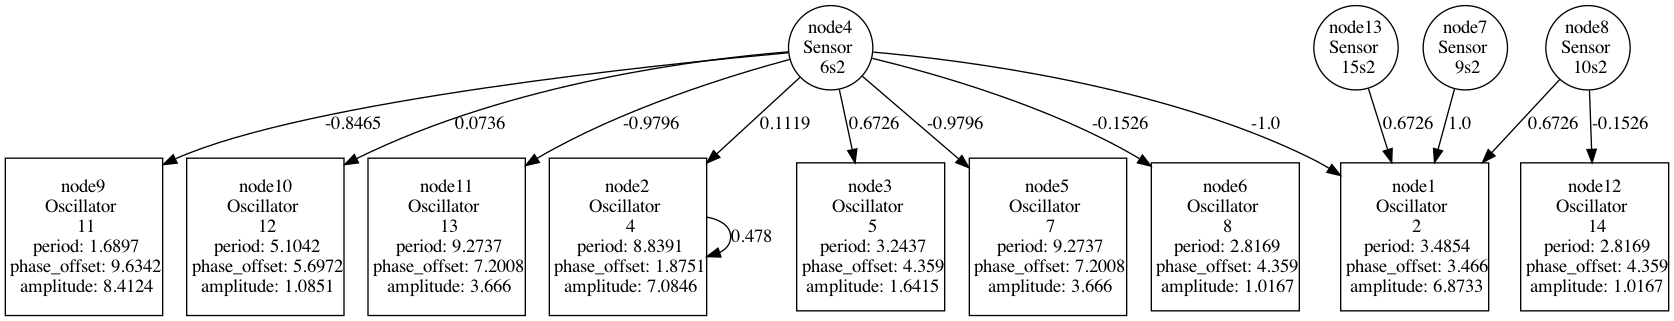 node4
Sensor
6s2
node13
Sensor
15s2
node7
Sensor
9s2
node8
Sensor
10s2
-0.8465
0.0736
-0.9796
0.1119
0.6726
-0.9796
-0.1526
-1.0
0.6726
1.0
0.6726
-0.1526
node9
Oscillator
11
period: 1.6897
phase_offset: 9.6342
amplitude: 8.4124
node10
Oscillator
12
period: 5.1042
phase_offset: 5.6972
amplitude: 1.0851
node11
Oscillator
13
period: 9.2737
phase_offset: 7.2008
amplitude: 3.666
node2
Oscillator
4
period: 8.8391
phase_offset: 1.8751
amplitude: 7.0846
0.478
node3
Oscillator
5
period: 3.2437
phase_offset: 4.359
amplitude: 1.6415
node5
Oscillator
7
period: 9.2737
phase_offset: 7.2008
amplitude: 3.666
node6
Oscillator
8
period: 2.8169
phase_offset: 4.359
amplitude: 1.0167
node1
Oscillator
2
period: 3.4854
phase_offset: 3.466
amplitude: 6.8733
node12
Oscillator
14
period: 2.8169
phase_offset: 4.359
amplitude: 1.0167